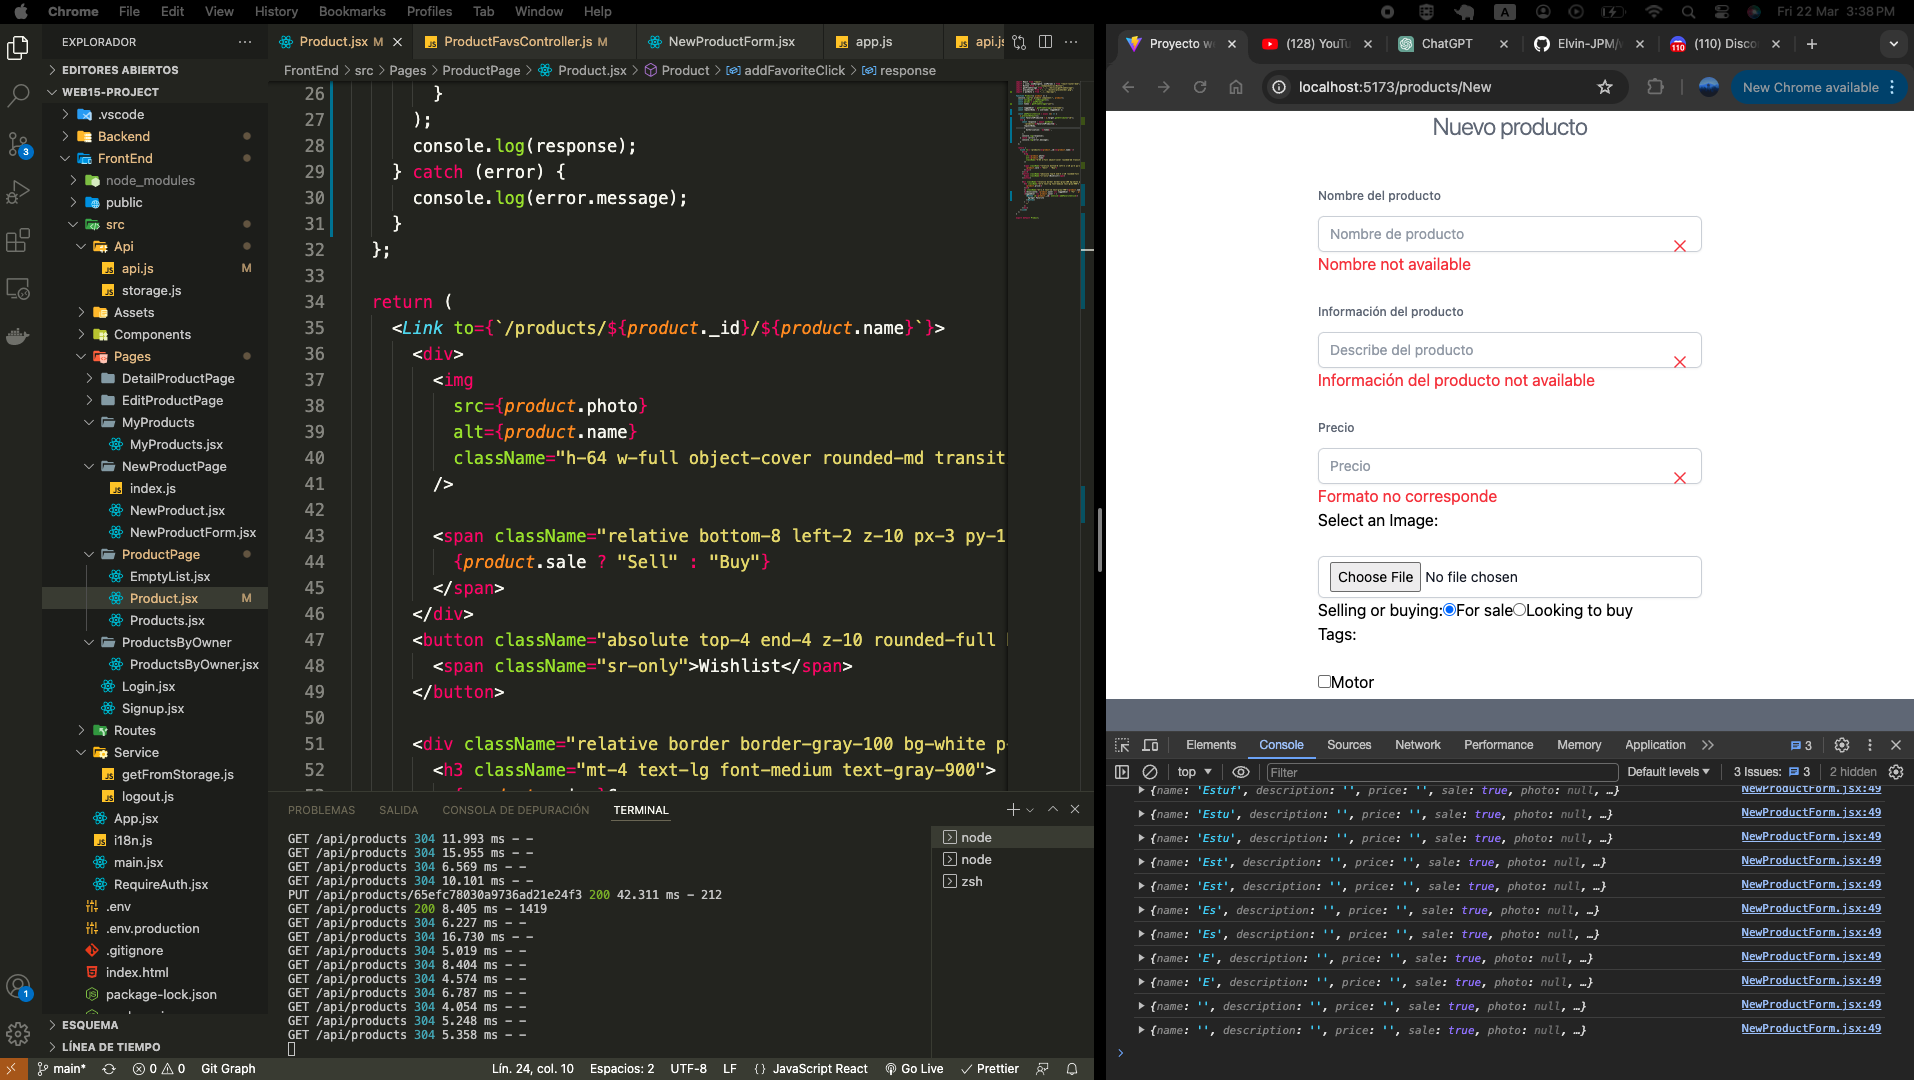 Chrome File Edit View History Bookmarks Profiles Tab Window Help
A Fri 22 Mar 3:38 PM
EXPLORADOR
EDITORES ABIERTOS
WEB15-PROJECT
.vscode
Backend
FrontEnd
node_modules
public
src
Api
api.js M
storage.js
Assets
Components
Pages
DetailProductPage
EditProductPage
MyProducts
MyProducts.jsx
NewProductPage
index.js
NewProduct.jsx
NewProductForm.jsx
ProductPage
EmptyList.jsx
Product.jsx M
Products.jsx
ProductsByOwner
ProductsByOwner.jsx
Login.jsx
Signup.jsx
Routes
Service
getFromStorage.js
logout.js
App.jsx
i18n.js
main.jsx
RequireAuth.jsx
.env
.env.production
.gitignore
index.html
package-lock.json
ESQUEMA
LÍNEA DE TIEMPO
3
1
Product.jsx M ProductFavsController.js M NewProductForm.jsx app.js api.js
FrontEnd > src > Pages > ProductPage > Product.jsx > Product > addFavoriteClick > response
26 }
27 );
28 console.log(response);
29 } catch (error) {
30 console.log(error.message);
31 }
32 };
33
34 return (
35 <Link to={`/products/${product._id}/${product.name}`}>
36 <div>
37 <img
38 src={product.photo}
39 alt={product.name}
40 className="h-64 w-full object-cover rounded-md transit
41 />
42
43 <span className="relative bottom-8 left-2 z-10 px-3 py-1
44 {product.sale ? "Sell" : "Buy"}
45 </span>
46 </div>
47 <button className="absolute top-4 end-4 z-10 rounded-full
48 <span className="sr-only">Wishlist</span>
49 </button>
50
51 <div className="relative border border-gray-100 bg-white p-
52 <h3 className="mt-4 text-lg font-medium text-gray-900">
PROBLEMAS SALIDA CONSOLA DE DEPURACIÓN TERMINAL
GET /api/products 304 11.993 ms - -
GET /api/products 304 15.955 ms - -
GET /api/products 304 6.569 ms - -
GET /api/products 304 10.101 ms - -
PUT /api/products/65efc78030a9736ad21e24f3 200 42.311 ms - 212
GET /api/products 200 8.405 ms - 1419
GET /api/products 304 6.227 ms - -
GET /api/products 304 16.730 ms - -
GET /api/products 304 5.019 ms - -
GET /api/products 304 8.404 ms - -
GET /api/products 304 4.574 ms - -
GET /api/products 304 6.787 ms - -
GET /api/products 304 4.054 ms - -
GET /api/products 304 5.248 ms - -
GET /api/products 304 5.358 ms - -
node
node
zsh
main* 0 0 Git Graph Lín. 24, col. 10 Espacios: 2 UTF-8 LF {} JavaScript React Go Live Prettier
Proyecto w (128) YouTu ChatGPT Elvin-JPM/ (110) Disco
localhost:5173/products/New
New Chrome available
Nuevo producto
Nombre del producto
Nombre de producto
Nombre not available
Información del producto
Describe del producto
Información del producto not available
Precio
Precio
Formato no corresponde
Select an Image:
Choose File No file chosen
Selling or buying: For sale Looking to buy
Tags:
Motor
Elements Console Sources Network Performance Memory Application 3
top Filter Default levels 3 Issues: 3 2 hidden
{name: 'Estuf', description: '', price: '', sale: true, photo: null, …} NewProductForm.jsx:49
{name: 'Estu', description: '', price: '', sale: true, photo: null, …} NewProductForm.jsx:49
{name: 'Estu', description: '', price: '', sale: true, photo: null, …} NewProductForm.jsx:49
{name: 'Est', description: '', price: '', sale: true, photo: null, …} NewProductForm.jsx:49
{name: 'Est', description: '', price: '', sale: true, photo: null, …} NewProductForm.jsx:49
{name: 'Es', description: '', price: '', sale: true, photo: null, …} NewProductForm.jsx:49
{name: 'Es', description: '', price: '', sale: true, photo: null, …} NewProductForm.jsx:49
{name: 'E', description: '', price: '', sale: true, photo: null, …} NewProductForm.jsx:49
{name: 'E', description: '', price: '', sale: true, photo: null, …} NewProductForm.jsx:49
{name: '', description: '', price: '', sale: true, photo: null, …} NewProductForm.jsx:49
{name: '', description: '', price: '', sale: true, photo: null, …} NewProductForm.jsx:49